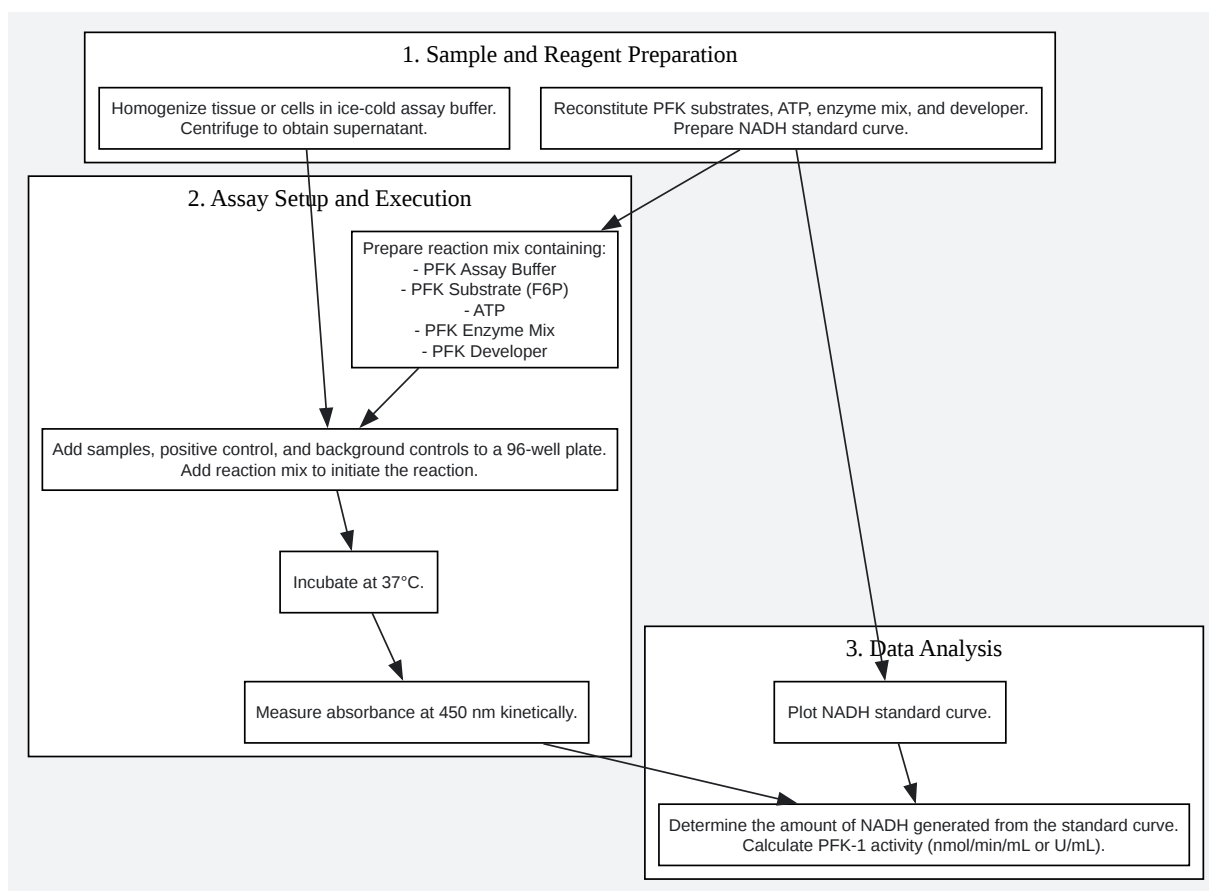 1. Sample and Reagent Preparation
Homogenize tissue or cells in ice-cold assay buffer.
Centrifuge to obtain supernatant.
Reconstitute PFK substrates, ATP, enzyme mix, and developer.
Prepare NADH standard curve.
2. Assay Setup and Execution
Prepare reaction mix containing:
- PFK Assay Buffer
- PFK Substrate (F6P)
- ATP
- PFK Enzyme Mix
- PFK Developer
Add samples, positive control, and background controls to a 96-well plate.
Add reaction mix to initiate the reaction.
Incubate at 37°C.
Measure absorbance at 450 nm kinetically.
3. Data Analysis
Plot NADH standard curve.
Determine the amount of NADH generated from the standard curve.
Calculate PFK-1 activity (nmol/min/mL or U/mL).